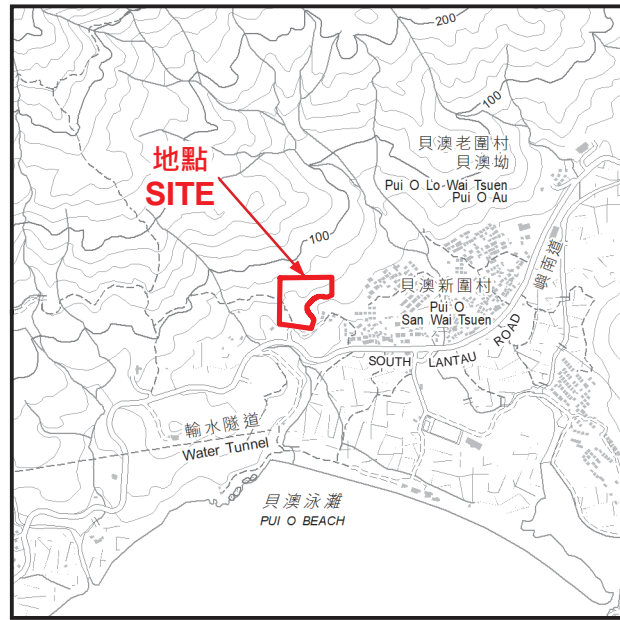 200
100
貝澳老圍村
貝澳坳
Pui O Lo Wai Tsuen
Pui O Au
地點
SITE
100
嶼南道
貝澳新圍村
Pui O
San Wai Tsuen
SOUTH LANTAU ROAD
輸水隧道
Water Tunnel
貝澳泳灘
PUI O BEACH